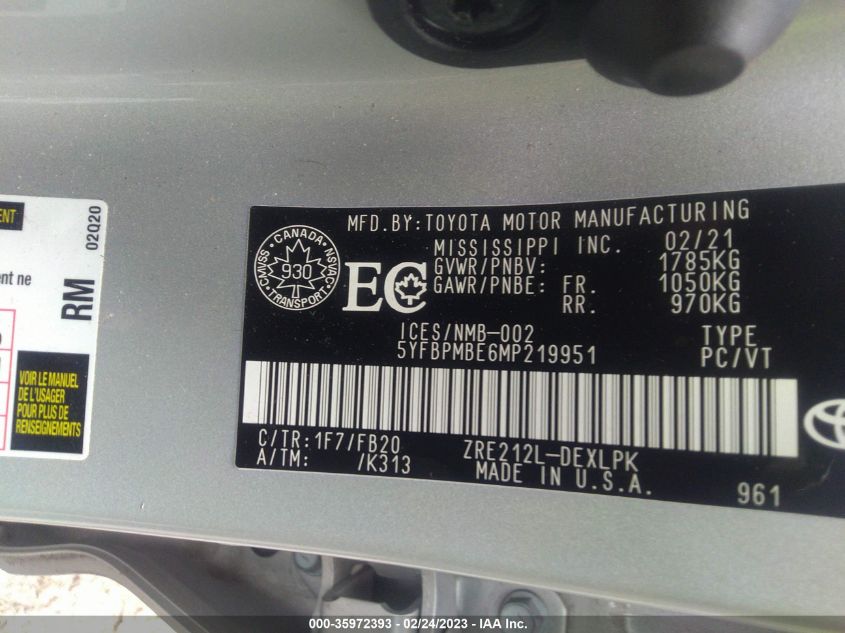 ENT
02Q20
ent ne
RM
VOIR LE MANUEL
DE L'USAGER
POUR PLUS DE
RENSEIGNEMENTS
MFD.BY:TOYOTA MOTOR MANUFACTURING
MISSISSIPPI INC. 02/21
CANADA
CMVSS NSVAC
930
TRANSPORT
EC
GVWR/PNBV: 1785KG
GAWR/PNBE: FR. 1050KG
RR. 970KG
ICES/NMB-002 TYPE
5YFBPMBE6MP219951 PC/VT
C/TR:1F7/FB20 ZRE212L-DEXLPK
A/TM: /K313 MADE IN U.S.A.
961
000-35972393 - 02/24/2023 - IAA Inc.